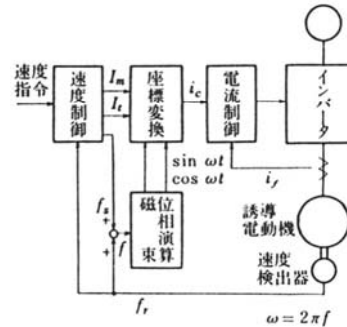 速度
指令
速度制御
I_m
I_t
座標変換
i_c
電流制御
インバータ
sin ωt
cos ωt
i_f
f_s
+
+
f
磁束位相演算
誘導
電動機
速度
検出器
f_r
ω = 2πf